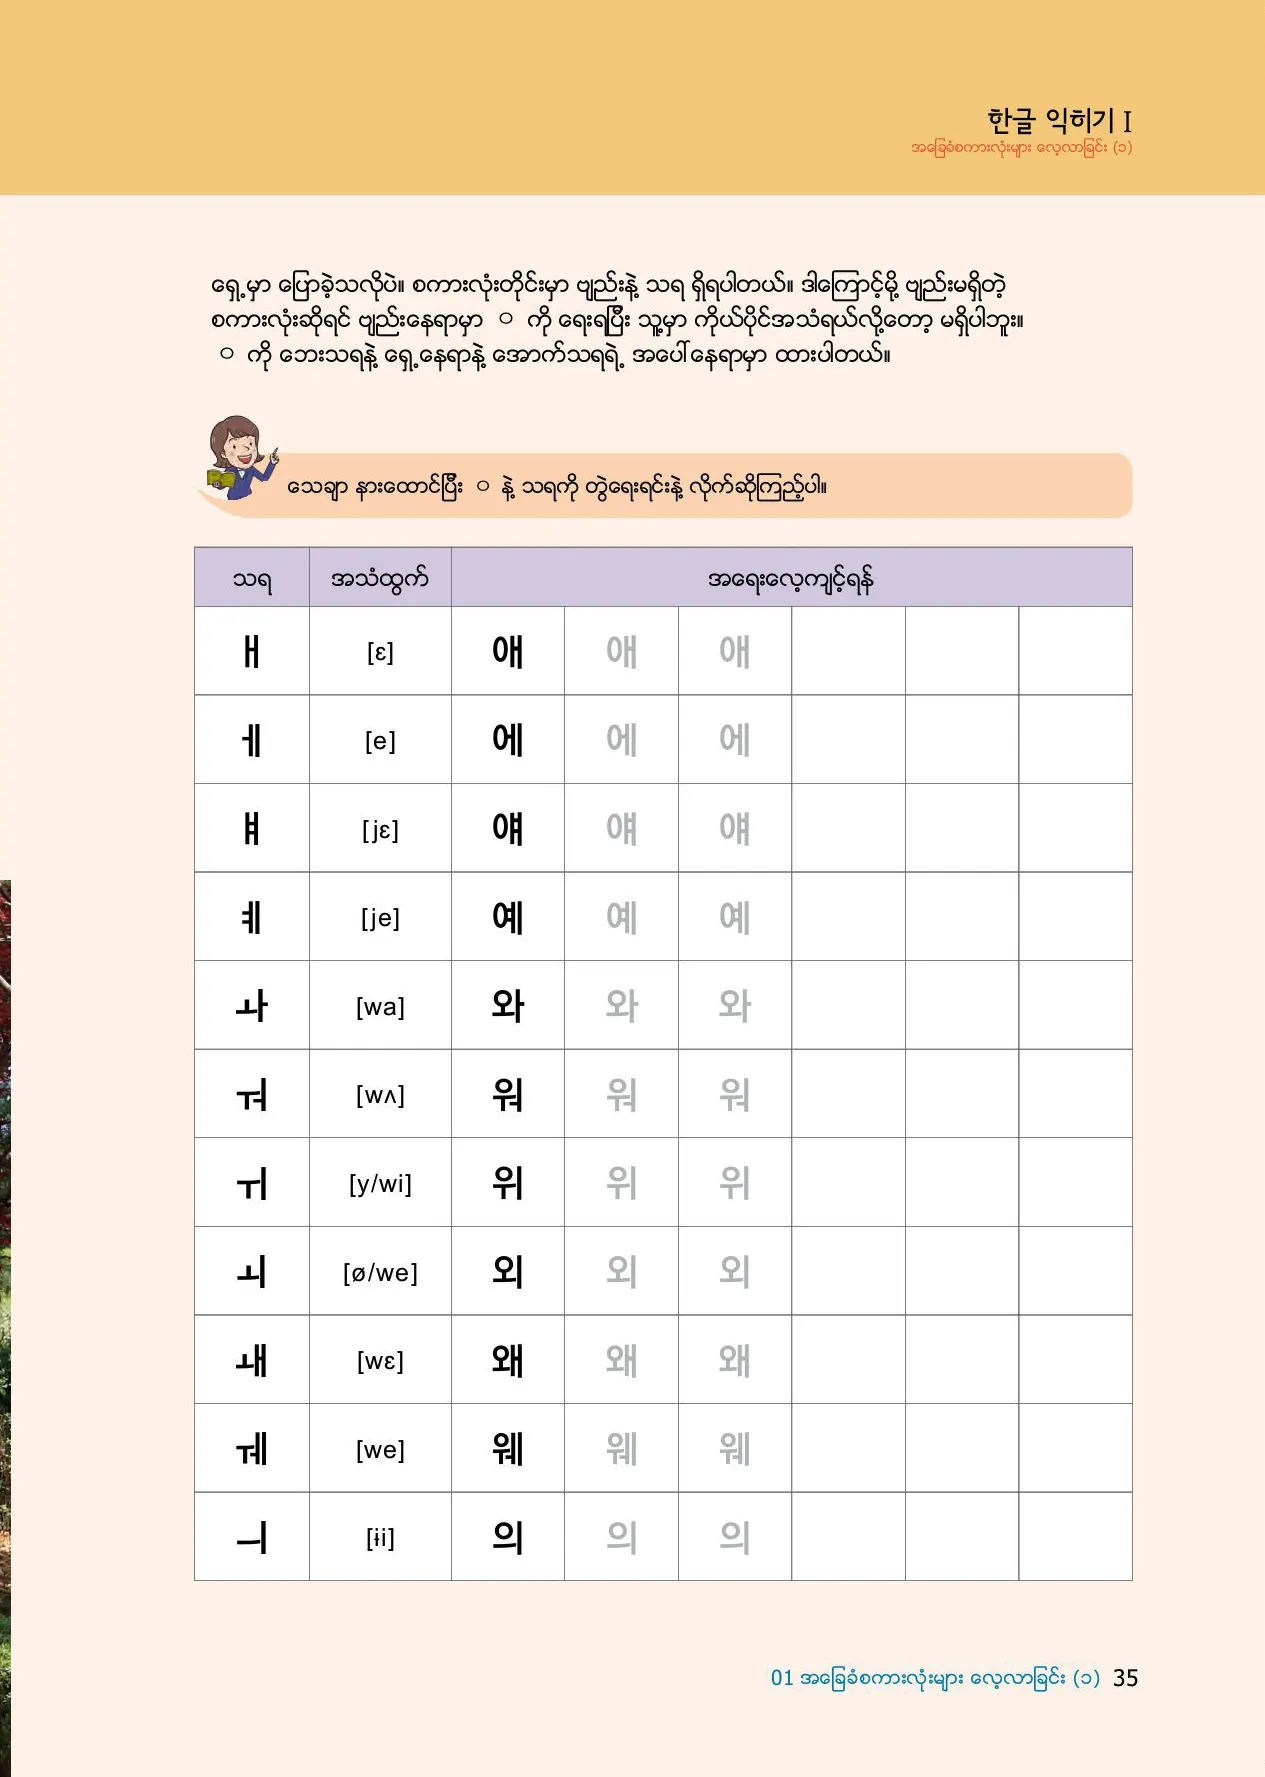 한글 익히기 I
အခြေခံစကားလုံးများ လေ့လာခြင်း (၁)
ရှေ့မှာ ပြောခဲ့သလိုပဲ။ စကားလုံးတိုင်းမှာ ဗျည်းနဲ့ သရ ရှိရပါတယ်။ ဒါကြောင့်မို့ ဗျည်းမရှိတဲ့
စကားလုံးဆိုရင် ဗျည်းနေရာမှာ ㅇ ကို ရေးရပြီး သူ့မှာ ကိုယ်ပိုင်အသံရယ်လို့တော့ မရှိပါဘူး။
ㅇ ကို ဘေးသရနဲ့ ရှေ့နေရာနဲ့ အောက်သရရဲ့ အပေါ်နေရာမှာ ထားပါတယ်။
သေချာ နားထောင်ပြီး ㅇ နဲ့ သရကို တွဲရေးရင်းနဲ့ လိုက်ဆိုကြည့်ပါ။
သရ အသံထွက် အရေးလေ့ကျင့်ရန်
ㅐ [ɛ] 애 애 애
ㅔ [e] 에 에 에
ㅒ [jɛ] 얘 얘 얘
ㅖ [je] 예 예 예
ㅘ [wa] 와 와 와
ㅝ [wʌ] 워 워 워
ㅟ [y/wi] 위 위 위
ㅚ [ø/we] 외 외 외
ㅙ [wɛ] 왜 왜 왜
ㅞ [we] 웨 웨 웨
ㅢ [ɨi] 의 의 의
01 အခြေခံစကားလုံးများ လေ့လာခြင်း (၁) 35